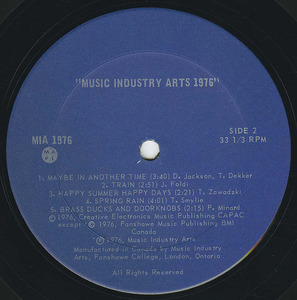 "MUSIC INDUSTRY ARTS 1976"
MIA 1976
SIDE 2
33 1/3 RPM
1. MAYBE IN ANOTHER TIME (3:40) D. Jackson, T. Dekker
2. TRAIN (2:51) J. Foldi
3. HAPPY SUMMER HAPPY DAYS (2:21) T. Zawadzki
4. SPRING RAIN (4:01) T. Smylie
5. BRASS DUCKS AND DOORKNOBS (2:15) P. Minard
© 1976, Creative Electronics Music Publishing CAPAC
except © 1976, Fanshawe Music Publishing BMI
Canada
℗ 1976, Music Industry Arts
Manufactured in Canada by Music Industry
Arts, Fanshawe College, London, Ontario
All Rights Reserved